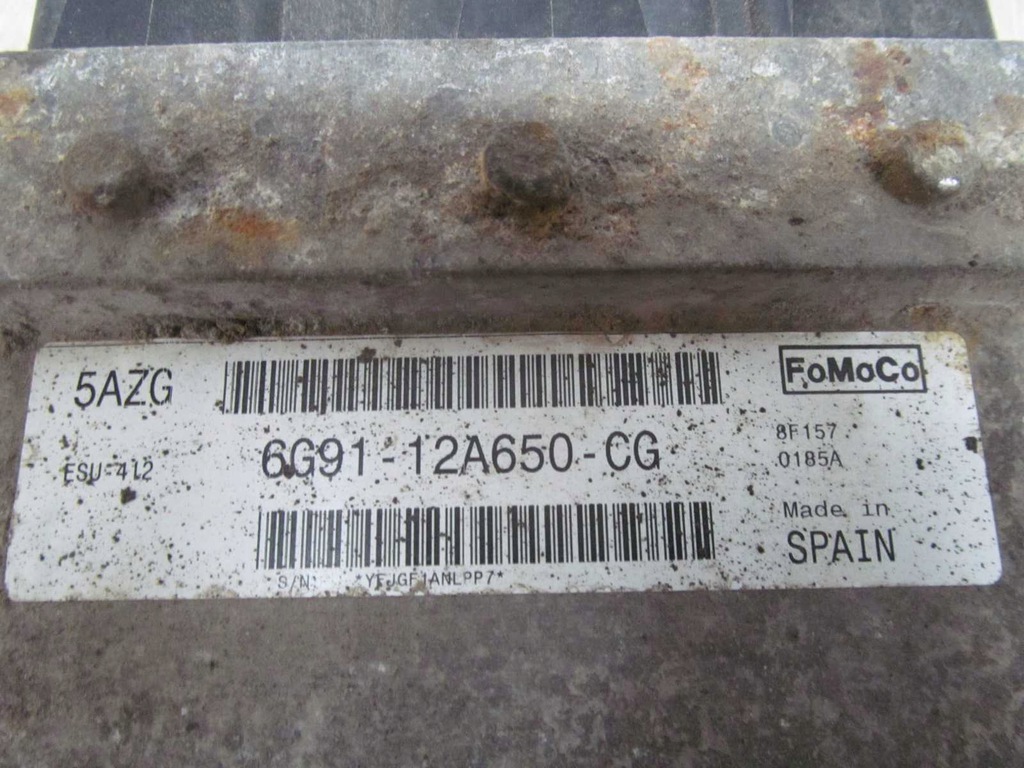 5AZG
FoMoCo
ESU-412
6G91-12A650-CG
8F157
0185A
Made in
SPAIN
S/N: